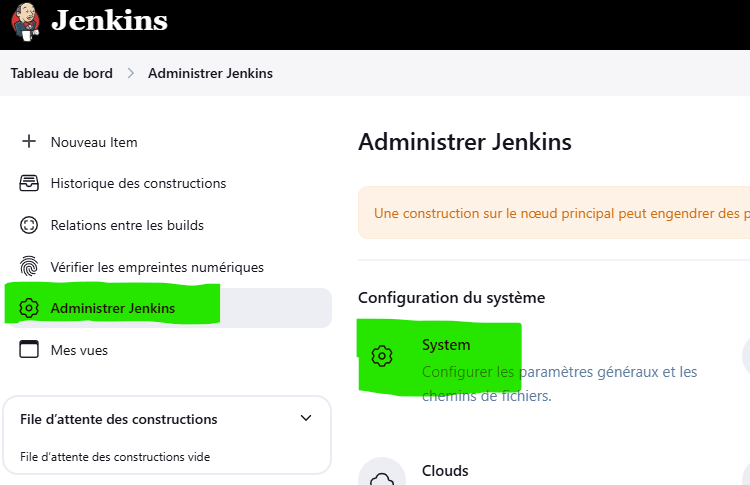 Jenkins
Tableau de bord > Administrer Jenkins
Nouveau Item
Historique des constructions
Relations entre les builds
Vérifier les empreintes numériques
Administrer Jenkins
Mes vues
File d'attente des constructions
File d'attente des constructions vide
Administrer Jenkins
Une construction sur le nœud principal peut engendrer des p
Configuration du système
System
Configurer les paramètres généraux et les
chemins de fichiers.
Clouds